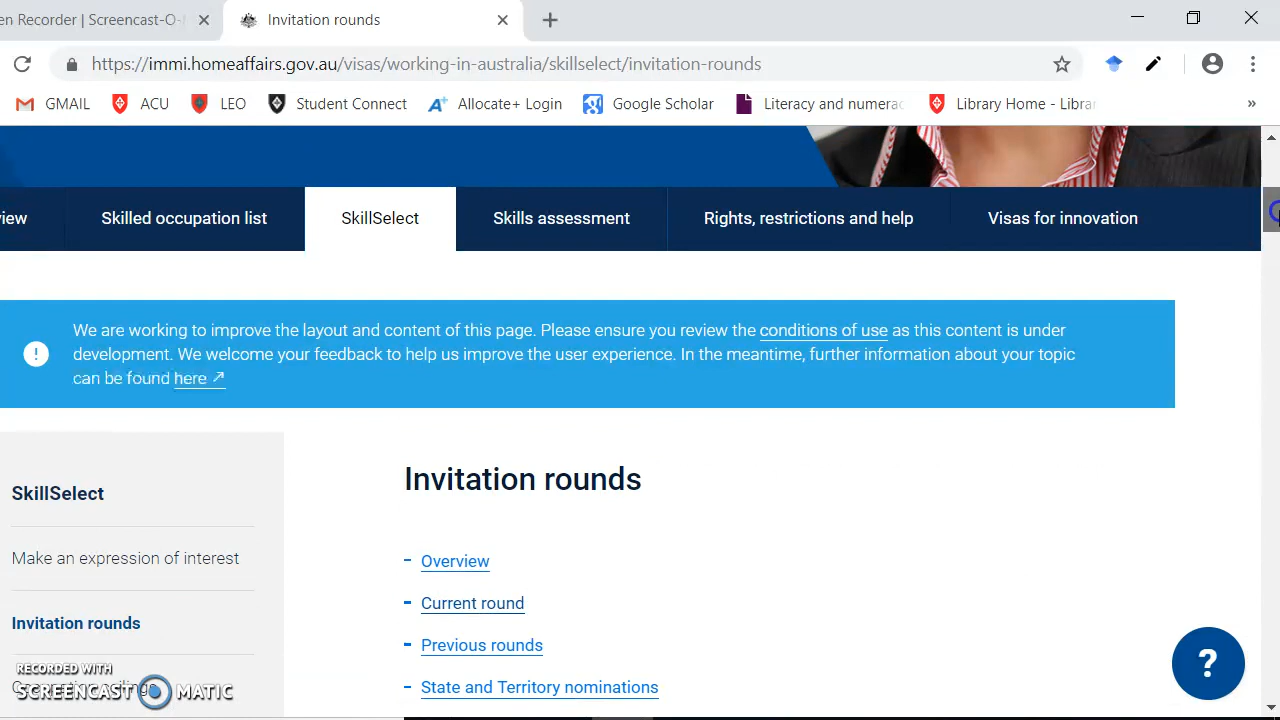 en Recorder | Screencast-O-
Invitation rounds
https://immi.homeaffairs.gov.au/visas/working-in-australia/skillselect/invitation-rounds
GMAIL
ACU
LEO
Student Connect
Allocate+ Login
Google Scholar
Literacy and numerac
Library Home - Librar
»
view
Skilled occupation list
SkillSelect
Skills assessment
Rights, restrictions and help
Visas for innovation
We are working to improve the layout and content of this page. Please ensure you review the conditions of use as this content is under
development. We welcome your feedback to help us improve the user experience. In the meantime, further information about your topic
can be found here ↗
Invitation rounds
SkillSelect
Make an expression of interest
Invitation rounds
- Overview
- Current round
- Previous rounds
- State and Territory nominations
RECORDED WITH
SCREENCAST MATIC
?